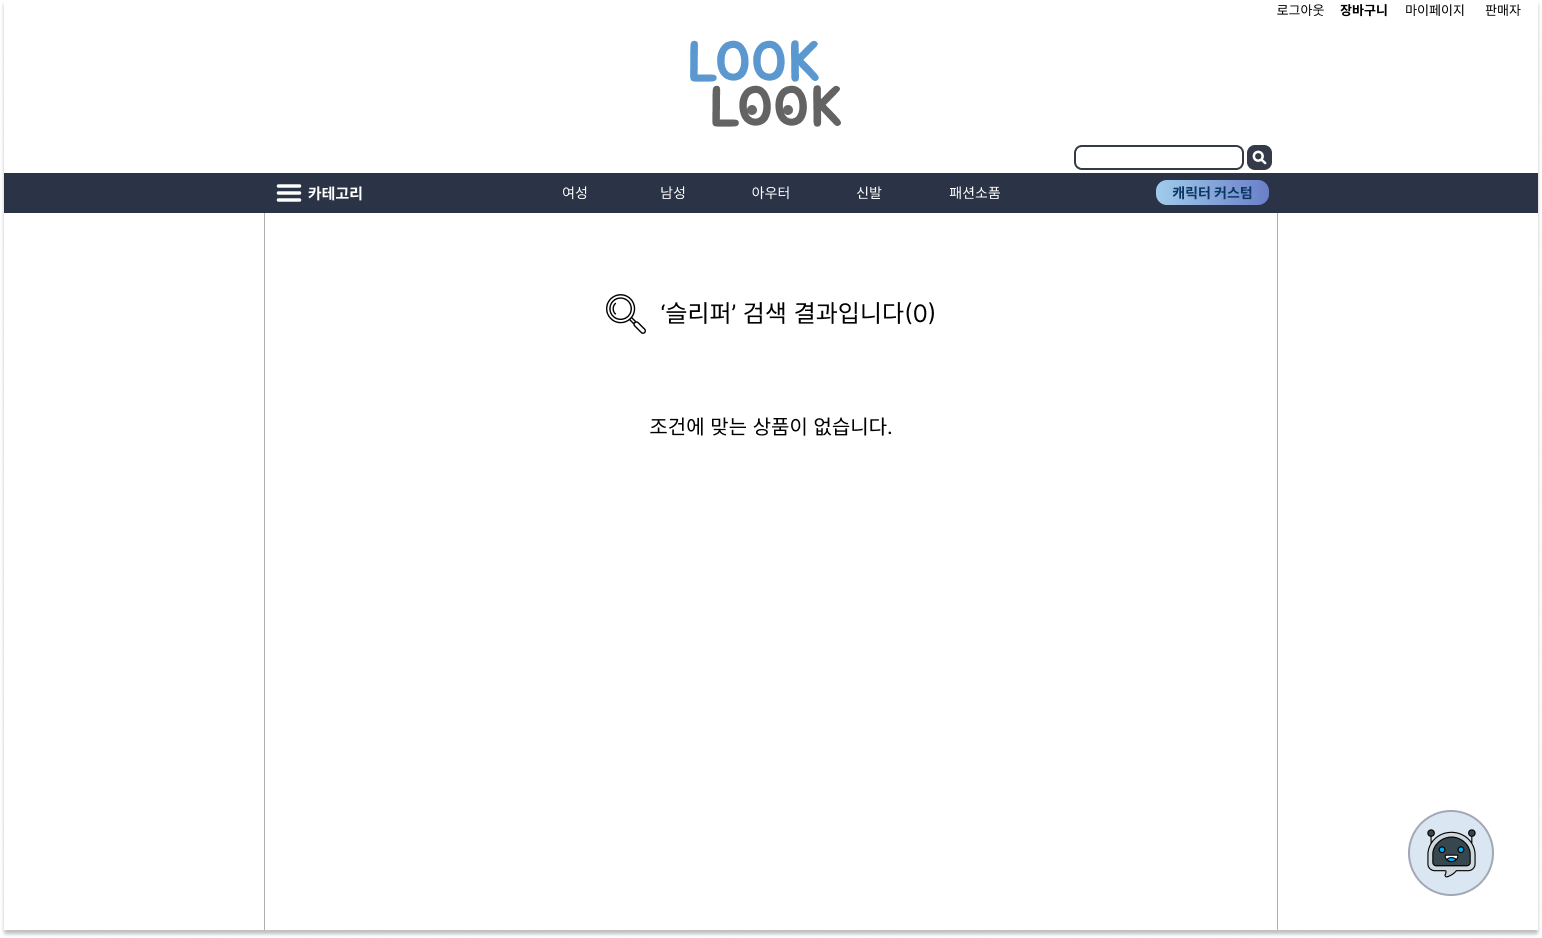 로그아웃 장바구니 마이페이지 판매자
LOOK
LOOK
카테고리 여성 남성 아우터 신발 패션소품 캐릭터 커스텀
‘슬리퍼’ 검색 결과입니다(0)
조건에 맞는 상품이 없습니다.